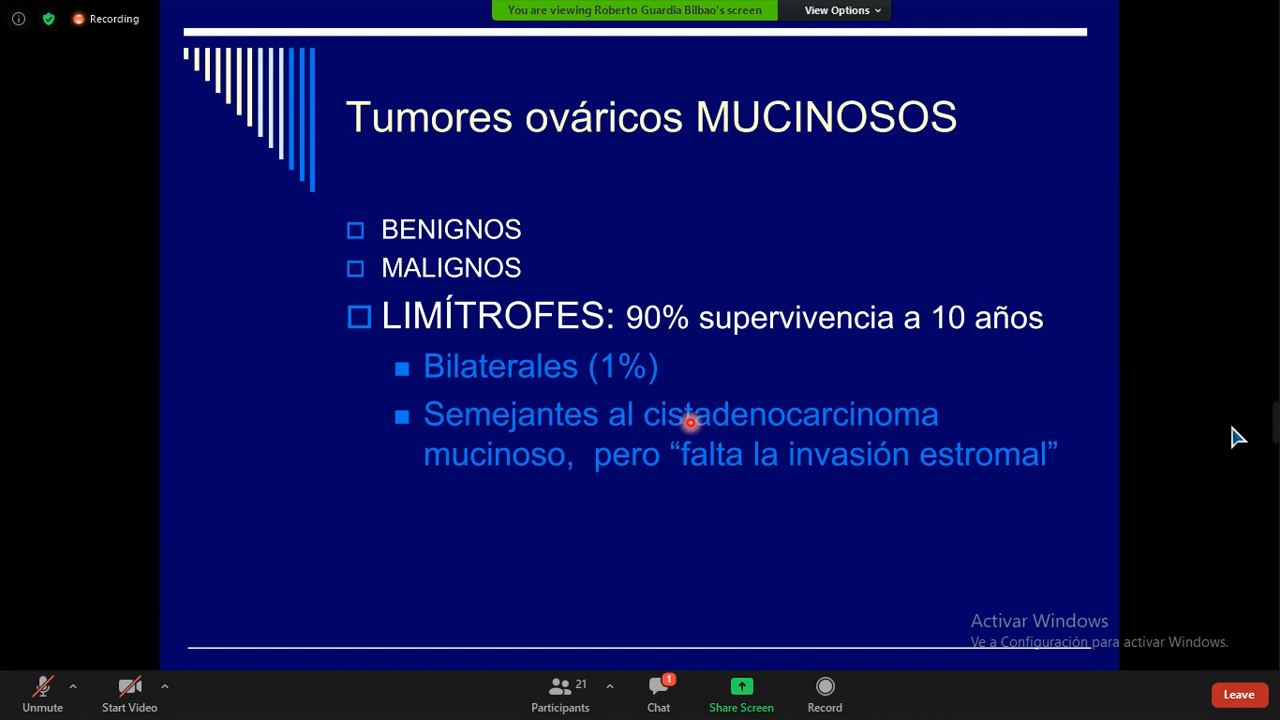 Recording
You are viewing Roberto Guardia Bilbao's screen
View Options
Tumores ováricos MUCINOSOS
BENIGNOS
MALIGNOS
LIMÍTROFES: 90% supervivencia a 10 años
Bilaterales (1%)
Semejantes al cistadenocarcinoma
mucinoso, pero “falta la invasión estromal”
Activar Windows
Ve a Configuración para activar Windows.
Unmute
Start Video
21
Participants
1
Chat
Share Screen
Record
Leave